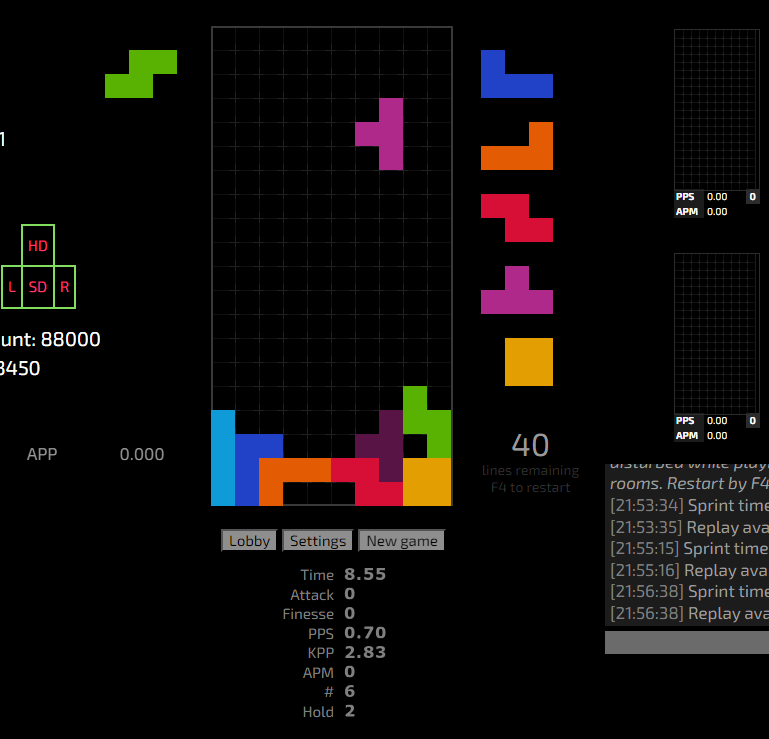 1
HD
L SD R
unt: 88000
3450
APP 0.000
40
lines remaining
F4 to restart
Lobby Settings New game
Time 8.55
Attack 0
Finesse 0
PPS 0.70
KPP 2.83
APM 0
# 6
Hold 2
PPS 0.00 0
APM 0.00
PPS 0.00 0
APM 0.00
disturbed while play
rooms. Restart by F4
[21:53:34] Sprint time
[21:53:35] Replay ava
[21:55:15] Sprint time
[21:55:16] Replay ava
[21:56:38] Sprint time
[21:56:38] Replay ava